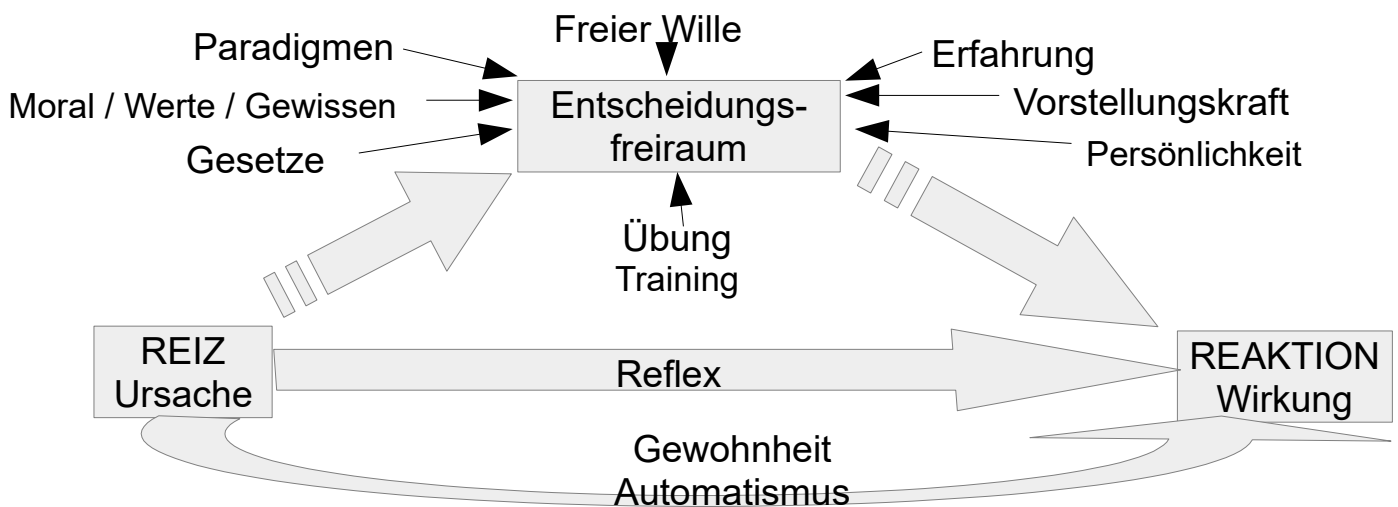 Freier Wille
Paradigmen
Erfahrung
Moral / Werte / Gewissen
Entscheidungs-
freiraum
Vorstellungskraft
Gesetze
Persönlichkeit
Übung
Training
REIZ
Ursache
Reflex
REAKTION
Wirkung
Gewohnheit
Automatismus